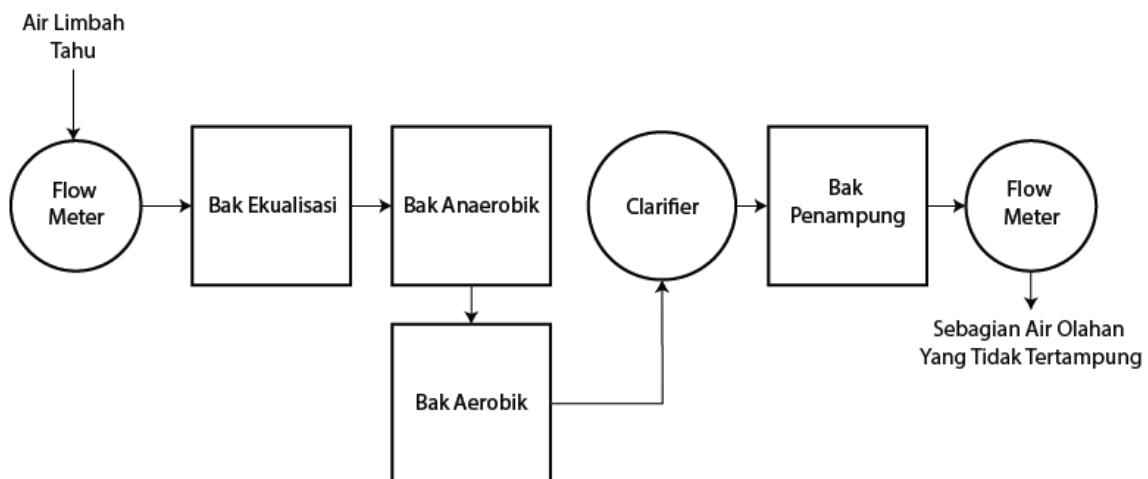 Air Limbah
Tahu
Flow
Meter
Bak Ekualisasi
Bak Anaerobik
Bak Aerobik
Clarifier
Bak
Penampung
Flow
Meter
Sebagian Air Olahan
Yang Tidak Tertampung